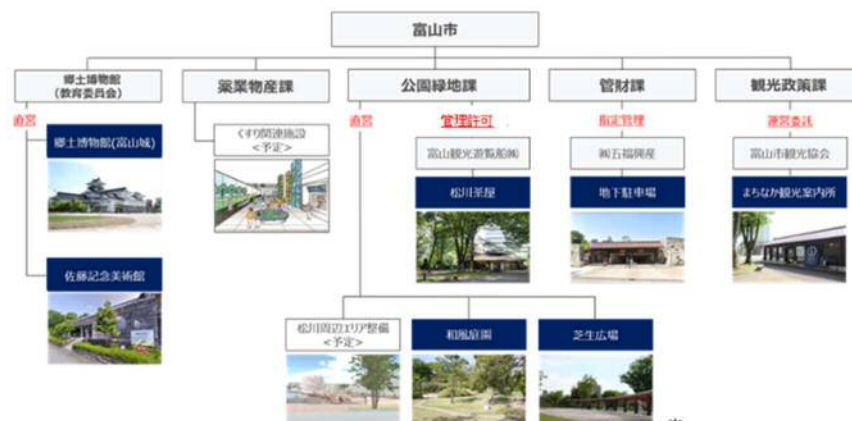 富山市
郷土博物館
(教育委員会)
薬業物産課
公園緑地課
管財課
観光政策課
直営
直営
管理許可
指定管理
運営委託
郷土博物館(富山城)
くすり関連施設
<予定>
富山観光遊覧船㈱
㈱五福興産
富山市観光協会
松川茶屋
地下駐車場
まちなか観光案内所
佐藤記念美術館
松川周辺エリア整備
<予定>
和風庭園
芝生広場